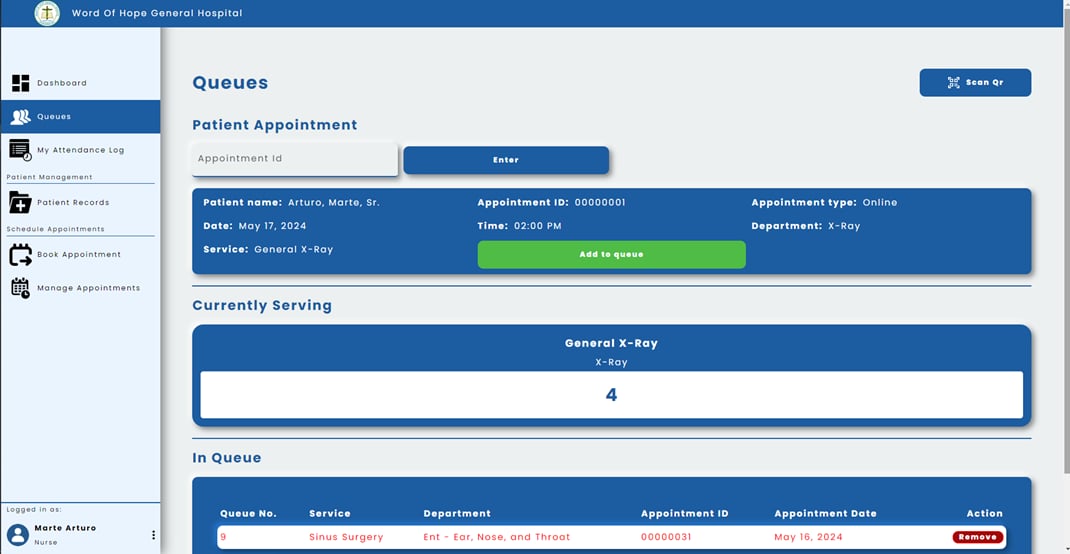 Word Of Hope General Hospital
Dashboard
Queues
My Attendance Log
Patient Management
Patient Records
Schedule Appointments
Book Appointment
Manage Appointments
Logged in as:
Marte Arturo
Nurse
Queues
Scan Qr
Patient Appointment
Appointment Id
Enter
Patient name: Arturo, Marte, Sr. Appointment ID: 00000001 Appointment type: Online
Date: May 17, 2024 Time: 02:00 PM Department: X-Ray
Service: General X-Ray Add to queue
Currently Serving
General X-Ray
X-Ray
4
In Queue
Queue No. Service Department Appointment ID Appointment Date Action
9 Sinus Surgery Ent - Ear, Nose, and Throat 00000031 May 16, 2024 Remove